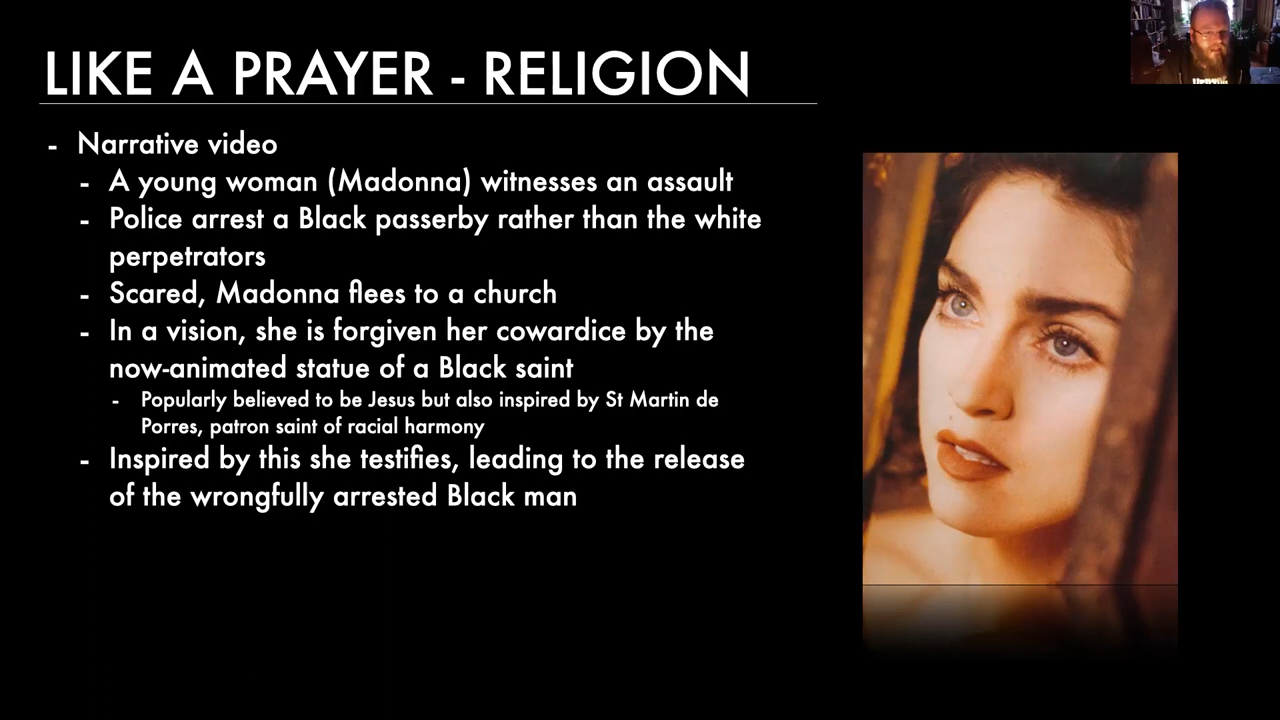 LIKE A PRAYER - RELIGION
- Narrative video
- A young woman (Madonna) witnesses an assault
- Police arrest a Black passerby rather than the white
perpetrators
- Scared, Madonna flees to a church
- In a vision, she is forgiven her cowardice by the
now-animated statue of a Black saint
- Popularly believed to be Jesus but also inspired by St Martin de
Porres, patron saint of racial harmony
- Inspired by this she testifies, leading to the release
of the wrongfully arrested Black man